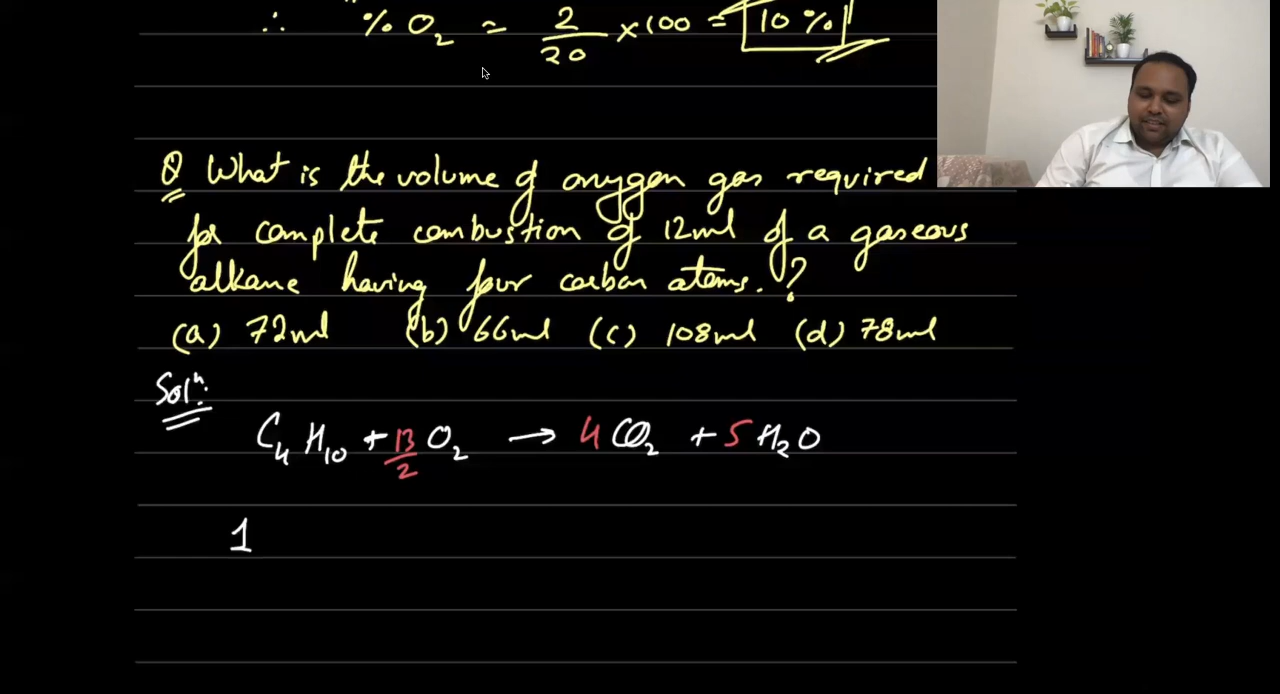 ∴ % O₂ = 2/20 × 100 = 10 %
Q What is the volume of oxygen gas required
for complete combustion of 12ml of a gaseous
alkane having four carbon atoms.?
(a) 72ml (b) 66ml (c) 108ml (d) 78ml
Solⁿ:
C₄H₁₀ + 13/2 O₂ → 4CO₂ + 5H₂O
1